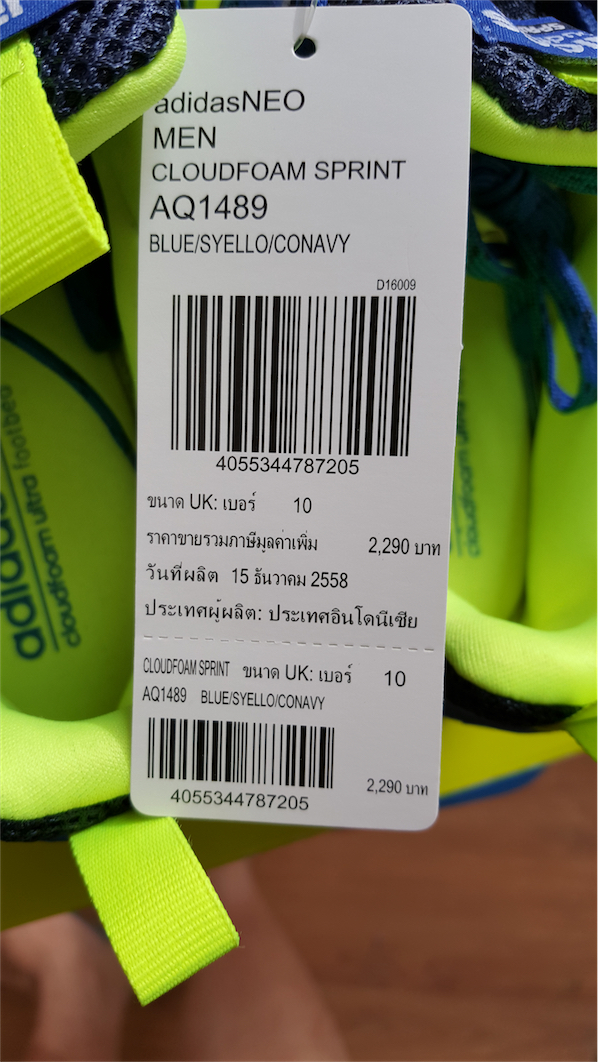 adidasNEO
MEN
CLOUDFOAM SPRINT
AQ1489
BLUE/SYELLO/CONAVY
D16009
4055344787205
ขนาด UK: เบอร์ 10
ราคาขายรวมภาษีมูลค่าเพิ่ม 2,290 บาท
วันที่ผลิต 15 ธันวาคม 2558
ประเทศผู้ผลิต: ประเทศอินโดนีเซีย
CLOUDFOAM SPRINT ขนาด UK: เบอร์ 10
AQ1489 BLUE/SYELLO/CONAVY
4055344787205
2,290 บาท
adidas
cloudfoam ultra footbed